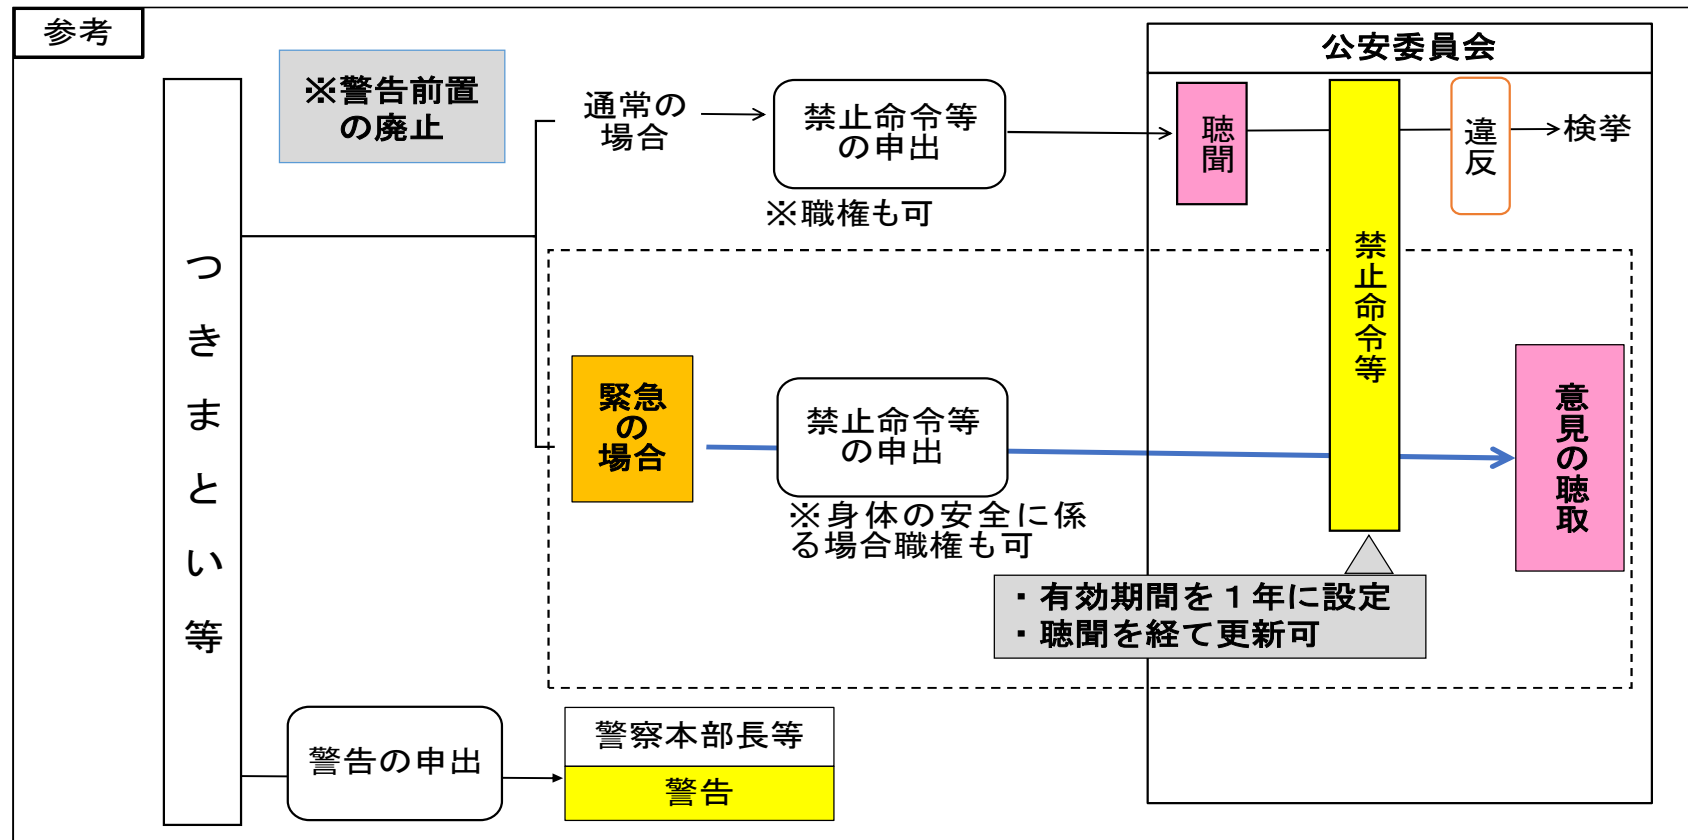 参考
公安委員会
※警告前置
の廃止
通常の
場合
禁止命令等
の申出
※職権も可
聴聞
違反
検挙
つきまとい等
禁止命令等
緊急
の
場合
禁止命令等
の申出
※身体の安全に係
る場合職権も可
意見の聴取
・有効期間を１年に設定
・聴聞を経て更新可
警告の申出
警察本部長等
警告